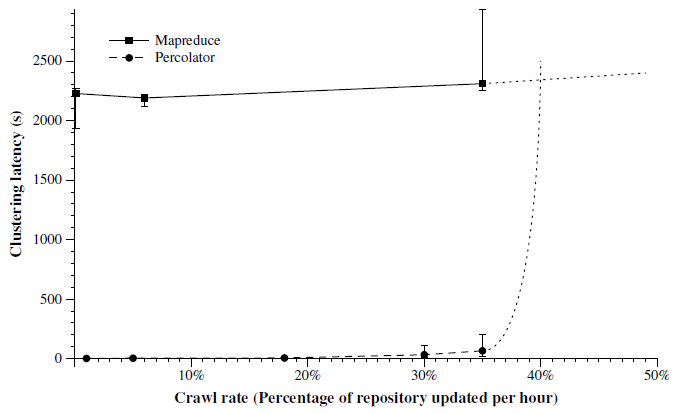 Mapreduce
Percolator
2500
2000
1500
1000
500
0
Clustering latency (s)
10%
20%
30%
40%
50%
Crawl rate (Percentage of repository updated per hour)